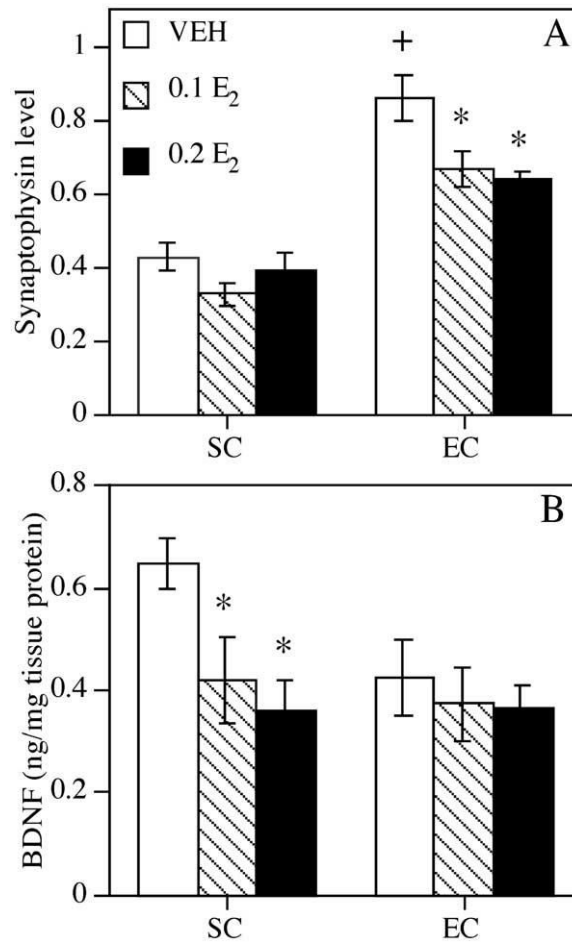 A
VEH
0.1 E₂
0.2 E₂
Synaptophysin level
1
0.8
0.6
0.4
0.2
0
+
*
*
SC
EC
B
BDNF (ng/mg tissue protein)
0.8
0.6
0.4
0.2
0
*
*
SC
EC